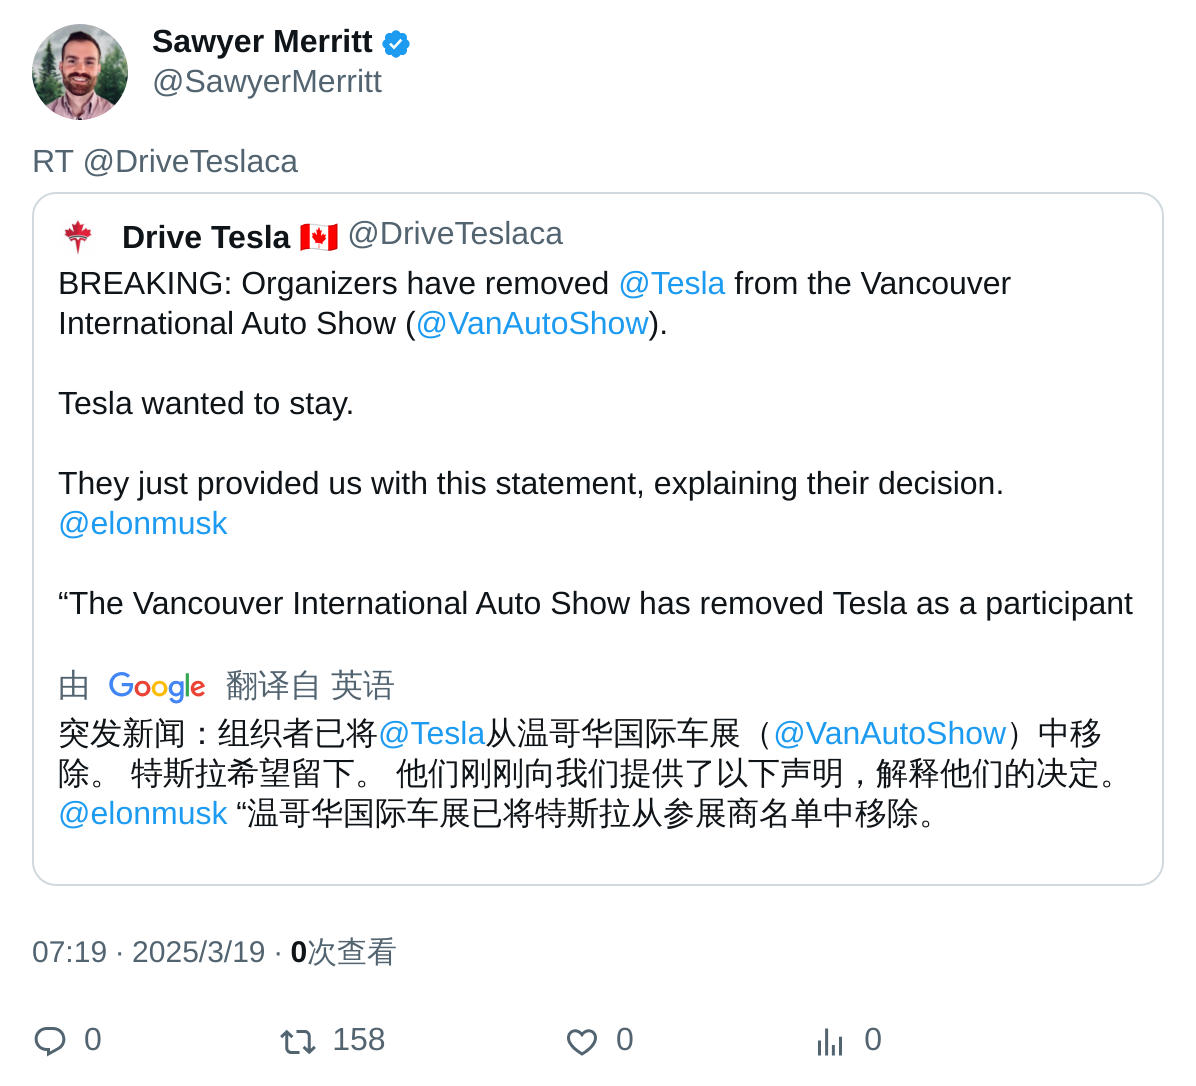 Sawyer Merritt
@SawyerMerritt
RT @DriveTeslaca
Drive Tesla 🇨🇦 @DriveTeslaca
BREAKING: Organizers have removed @Tesla from the Vancouver
International Auto Show (@VanAutoShow).
Tesla wanted to stay.
They just provided us with this statement, explaining their decision.
@elonmusk
“The Vancouver International Auto Show has removed Tesla as a participant
由 Google 翻译自 英语
突发新闻：组织者已将@Tesla从温哥华国际车展（@VanAutoShow）中移
除。 特斯拉希望留下。 他们刚刚向我们提供了以下声明，解释他们的决定。
@elonmusk “温哥华国际车展已将特斯拉从参展商名单中移除。
07:19 · 2025/3/19 · 0次查看
0 158 0 0